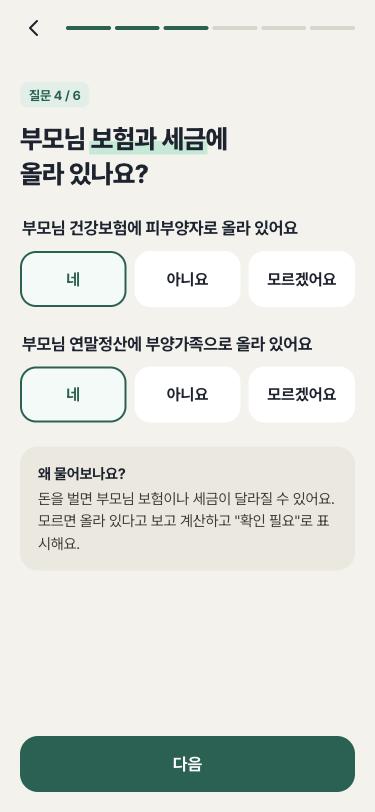 질문 4 / 6
부모님 보험과 세금에
올라 있나요?
부모님 건강보험에 피부양자로 올라 있어요
네 아니요 모르겠어요
부모님 연말정산에 부양가족으로 올라 있어요
네 아니요 모르겠어요
왜 물어보나요?
돈을 벌면 부모님 보험이나 세금이 달라질 수 있어요.
모르면 올라 있다고 보고 계산하고 "확인 필요"로 표
시해요.
다음